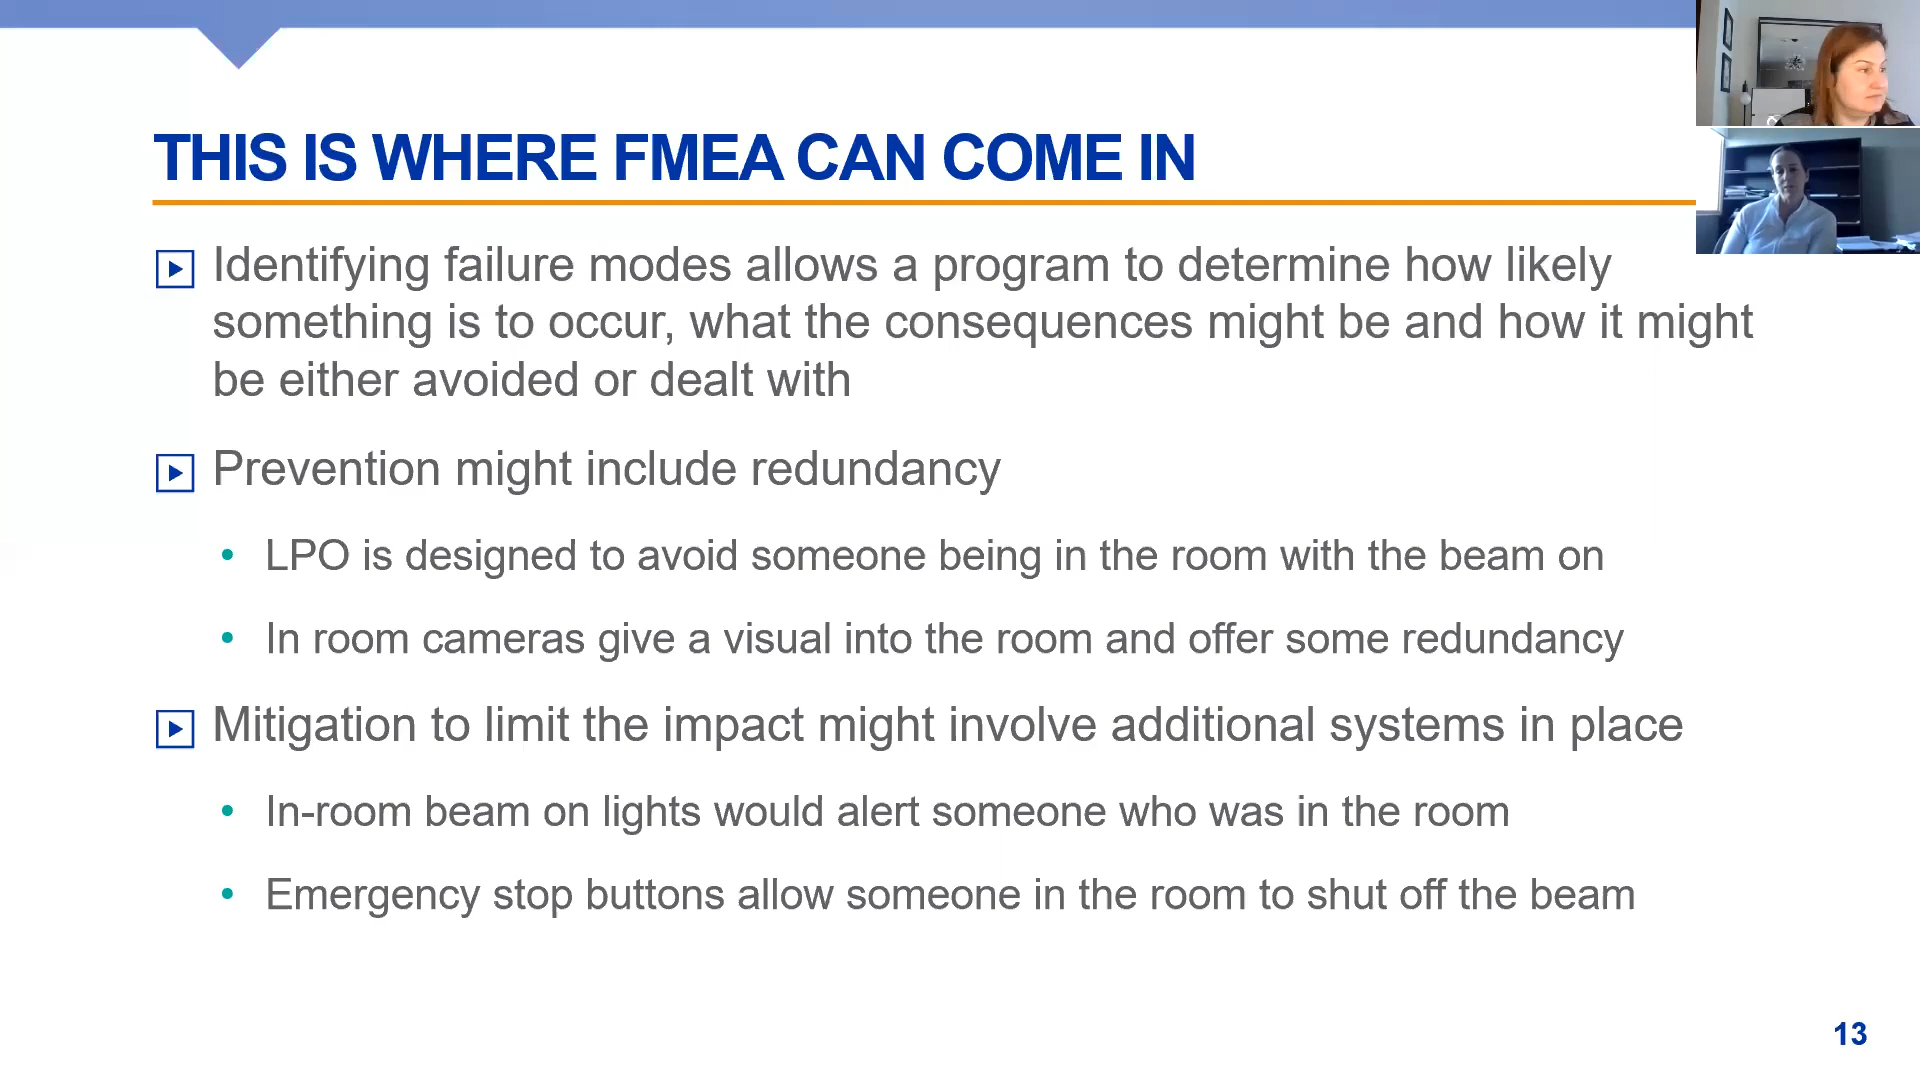 THIS IS WHERE FMEA CAN COME IN
Identifying failure modes allows a program to determine how likely
something is to occur, what the consequences might be and how it might
be either avoided or dealt with
Prevention might include redundancy
LPO is designed to avoid someone being in the room with the beam on
In room cameras give a visual into the room and offer some redundancy
Mitigation to limit the impact might involve additional systems in place
In-room beam on lights would alert someone who was in the room
Emergency stop buttons allow someone in the room to shut off the beam
13